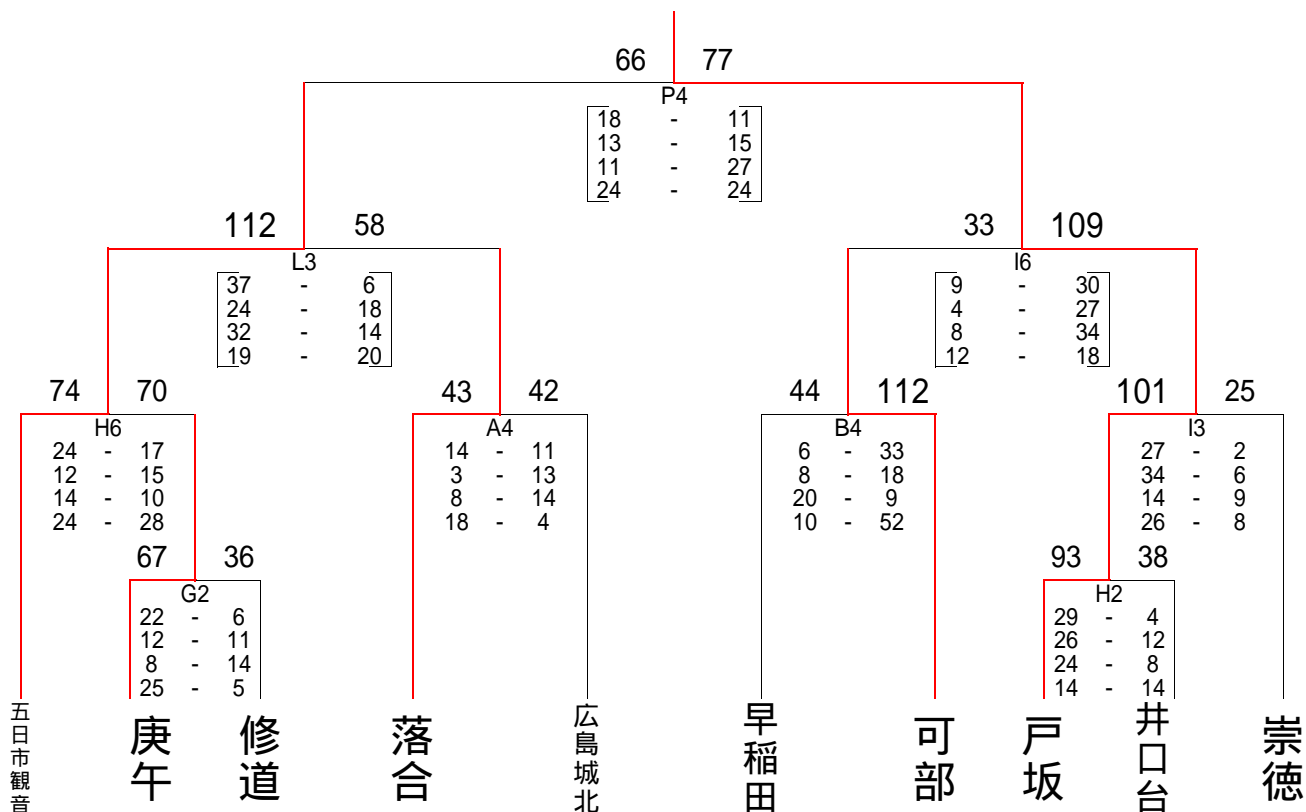 66 77
P4
18 - 11
13 - 15
11 - 27
24 - 24
112 58
L3
37 - 6
24 - 18
32 - 14
19 - 20
33 109
I6
9 - 30
4 - 27
8 - 34
12 - 18
74 70
H6
24 - 17
12 - 15
14 - 10
24 - 28
43 42
A4
14 - 11
3 - 13
8 - 14
18 - 4
44 112
B4
6 - 33
8 - 18
20 - 9
10 - 52
101 25
I3
27 - 2
34 - 6
14 - 9
26 - 8
67 36
G2
22 - 6
12 - 11
8 - 14
25 - 5
93 38
H2
29 - 4
26 - 12
24 - 8
14 - 14
五日市観音
庚午
修道
落合
広島城北
早稲田
可部
戸坂
井口台
崇徳